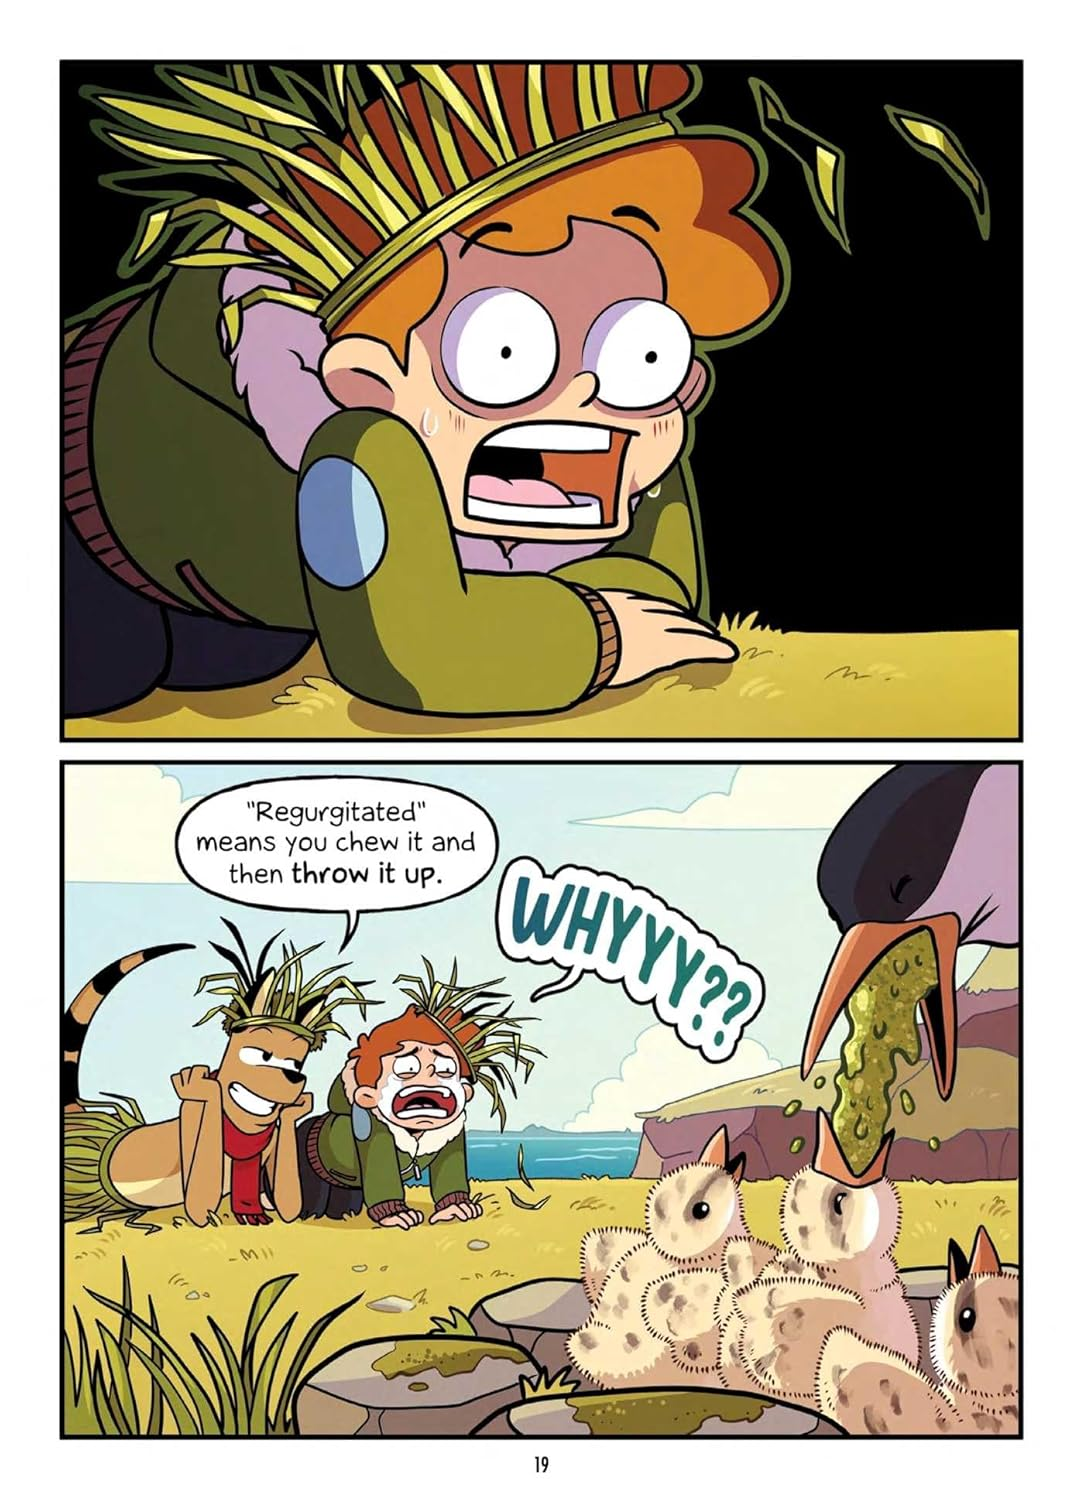 "Regurgitated"
means you chew it and
then throw it up.
WHYYY??
19